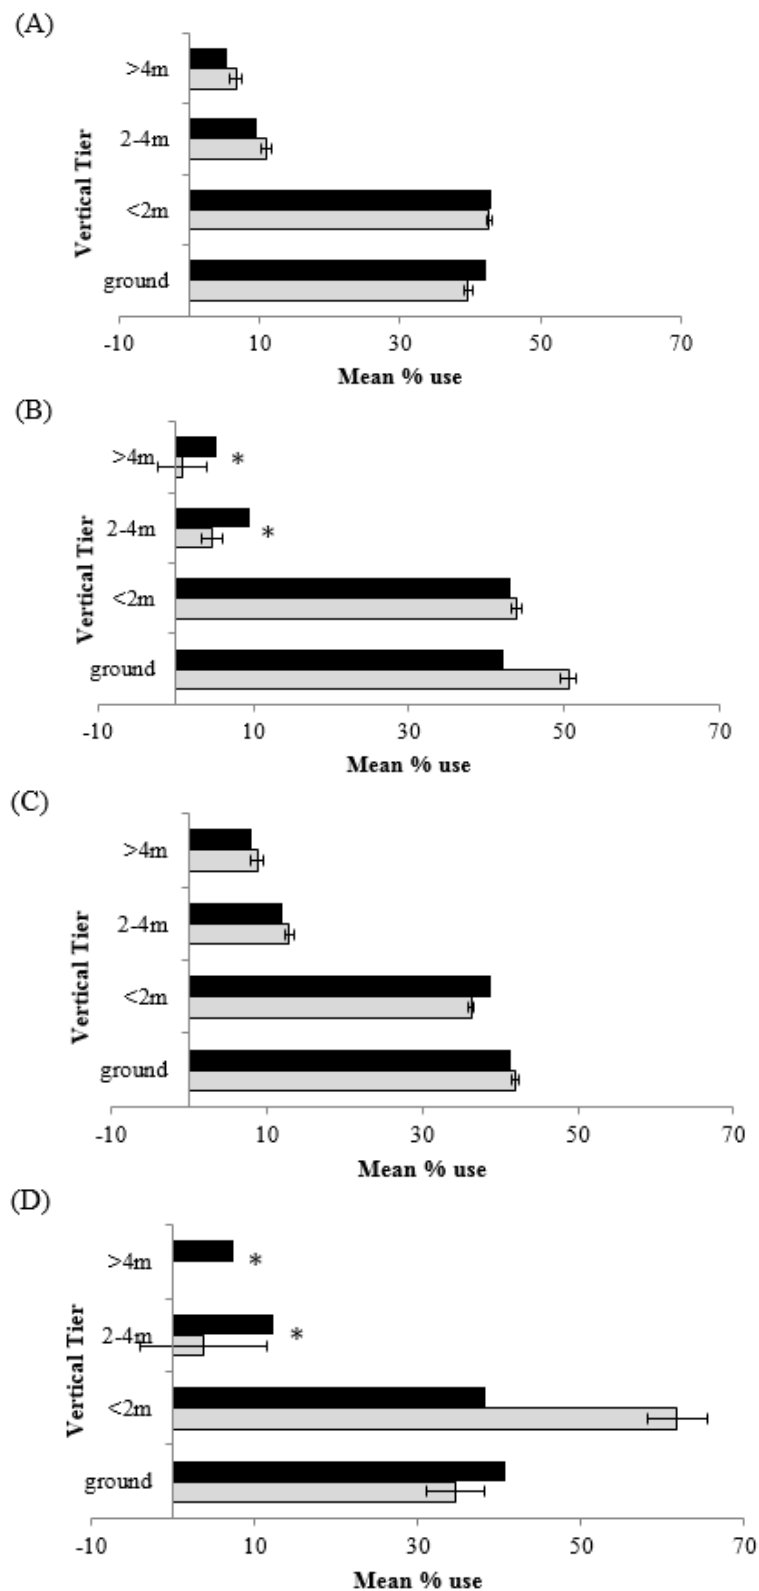 (A)
>4m
2-4m
<2m
ground
Vertical Tier
-10 10 30 50 70
Mean % use
(B)
>4m *
2-4m *
<2m
ground
Vertical Tier
-10 10 30 50 70
Mean % use
(C)
>4m
2-4m
<2m
ground
Vertical Tier
-10 10 30 50 70
Mean % use
(D)
>4m *
2-4m *
<2m
ground
Vertical Tier
-10 10 30 50 70
Mean % use